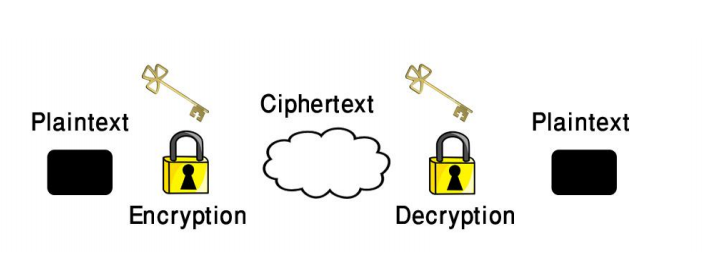 Plaintext
Encryption
Ciphertext
Decryption
Plaintext